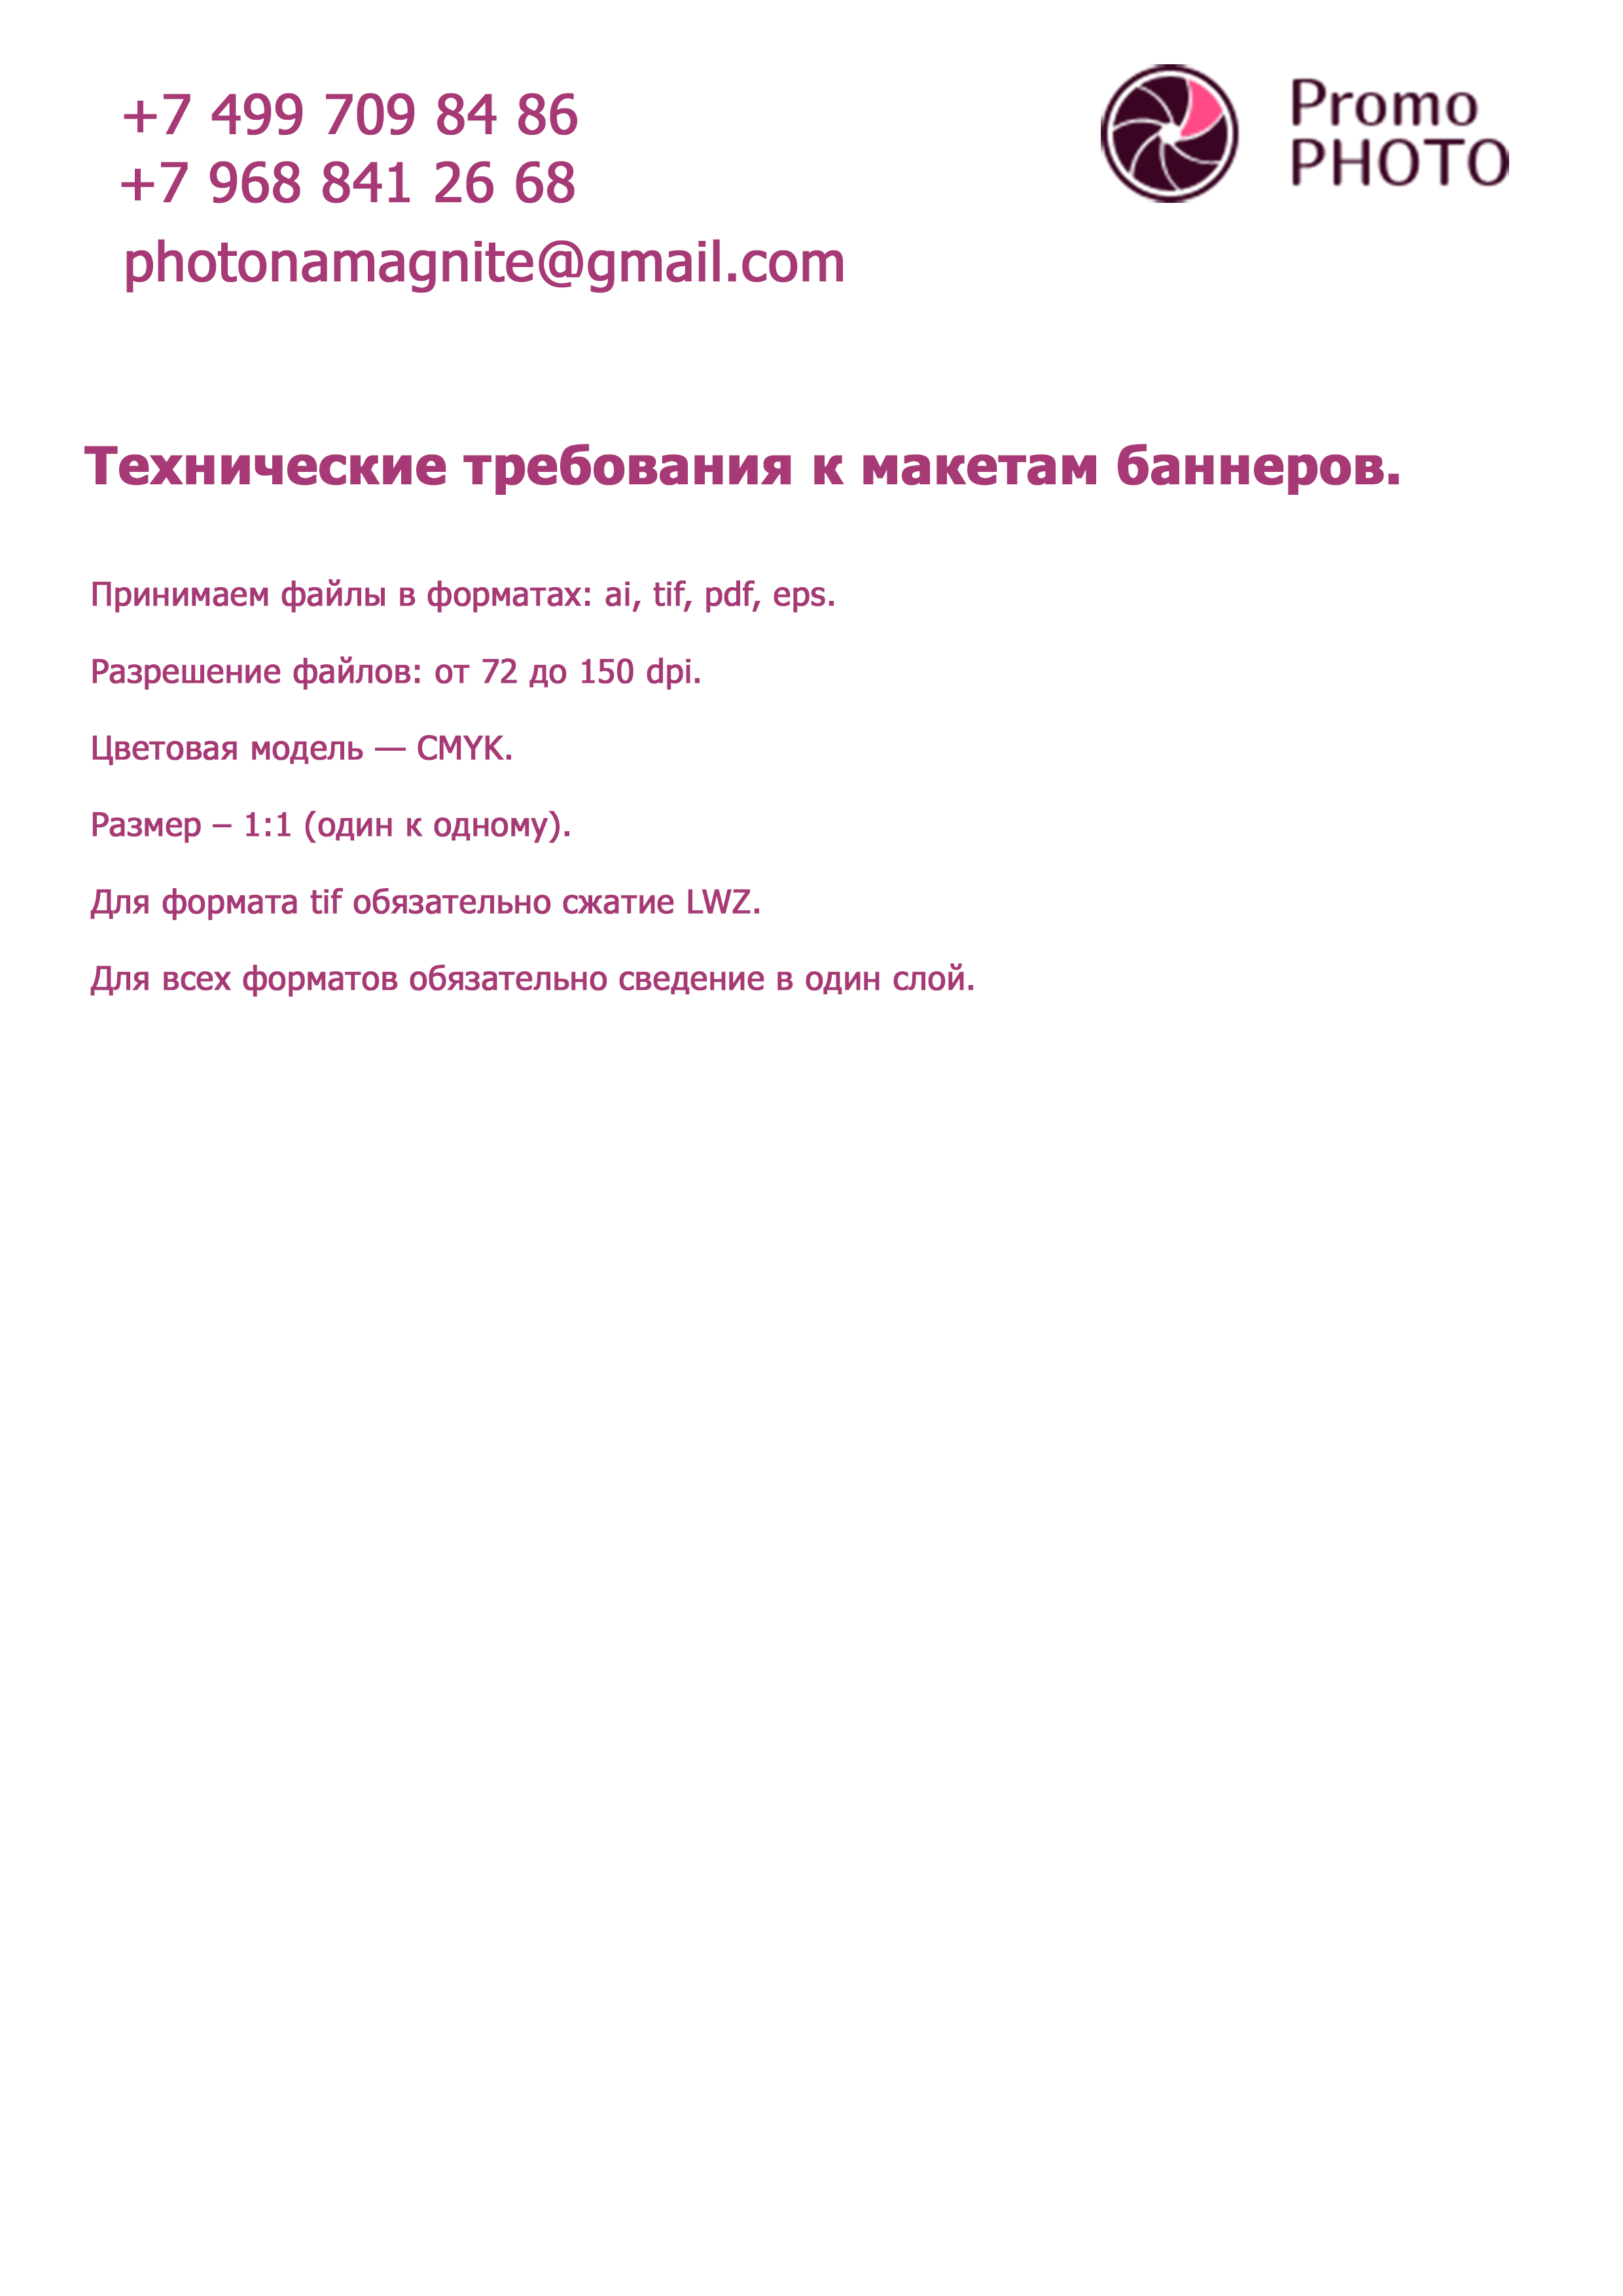 +7 499 709 84 86
+7 968 841 26 68
photonamagnite@gmail.com
Promo
PHOTO
Технические требования к макетам баннеров.
Принимаем файлы в форматах: ai, tif, pdf, eps.
Разрешение файлов: от 72 до 150 dpi.
Цветовая модель — CMYK.
Размер – 1:1 (один к одному).
Для формата tif обязательно сжатие LWZ.
Для всех форматов обязательно сведение в один слой.